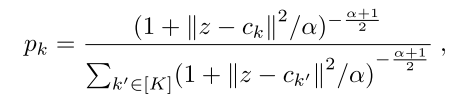 $$p_k = \frac{(1 + \|z - c_k\|^2/\alpha)^{-\frac{\alpha+1}{2}}}{\sum_{k' \in [K]} (1 + \|z - c_{k'}\|^2/\alpha)^{-\frac{\alpha+1}{2}}} \ ,$$